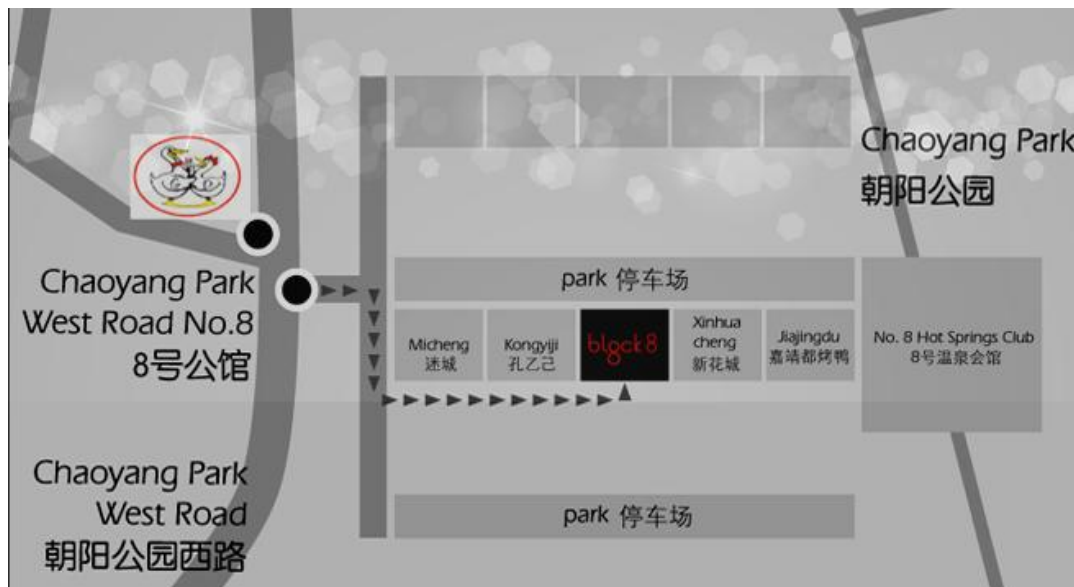 Chaoyang Park
朝阳公园
Chaoyang Park
West Road No.8
8号公馆
park 停车场
Micheng
迷城
Kongyiji
孔乙己
block8
Xinhua
cheng
新花城
Jiajingdu
嘉靖都烤鸭
No. 8 Hot Springs Club
8号温泉会馆
Chaoyang Park
West Road
朝阳公园西路
park 停车场